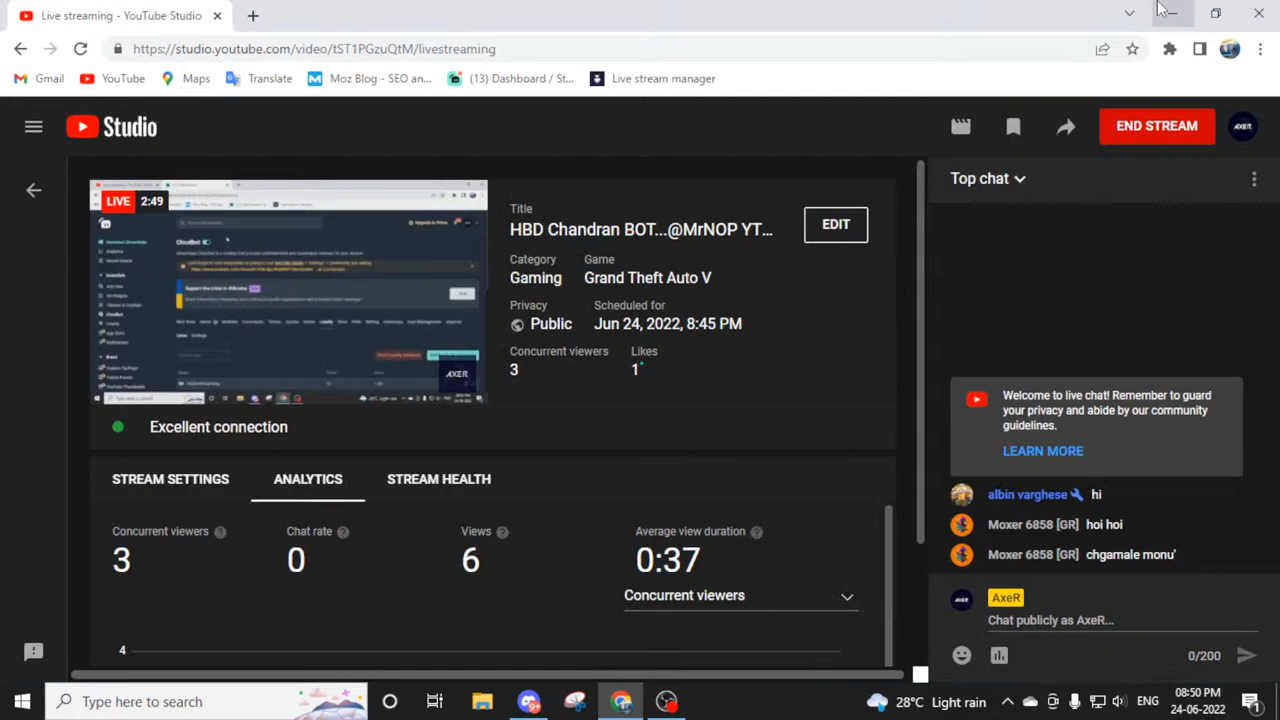 Live streaming - YouTube Studio
https://studio.youtube.com/video/tST1PGzuQtM/livestreaming
Gmail YouTube Maps Translate Moz Blog - SEO an... (13) Dashboard / St... Live stream manager
Studio
END STREAM
AXER
Top chat
LIVE 2:49
CloudBot
AXER
Title
HBD Chandran BOT...@MrNOP YT...
EDIT
Category Game
Gaming Grand Theft Auto V
Privacy Scheduled for
Public Jun 24, 2022, 8:45 PM
Concurrent viewers Likes
3 1
Excellent connection
STREAM SETTINGS ANALYTICS STREAM HEALTH
Concurrent viewers Chat rate Views Average view duration
3 0 6 0:37
Concurrent viewers
4
Welcome to live chat! Remember to guard
your privacy and abide by our community
guidelines.
LEARN MORE
albin varghese hi
Moxer 6858 [GR] hoi hoi
Moxer 6858 [GR] chgamale monu'
AxeR
Chat publicly as AxeR...
0/200
Type here to search
28°C Light rain
ENG
08:50 PM
24-06-2022
1